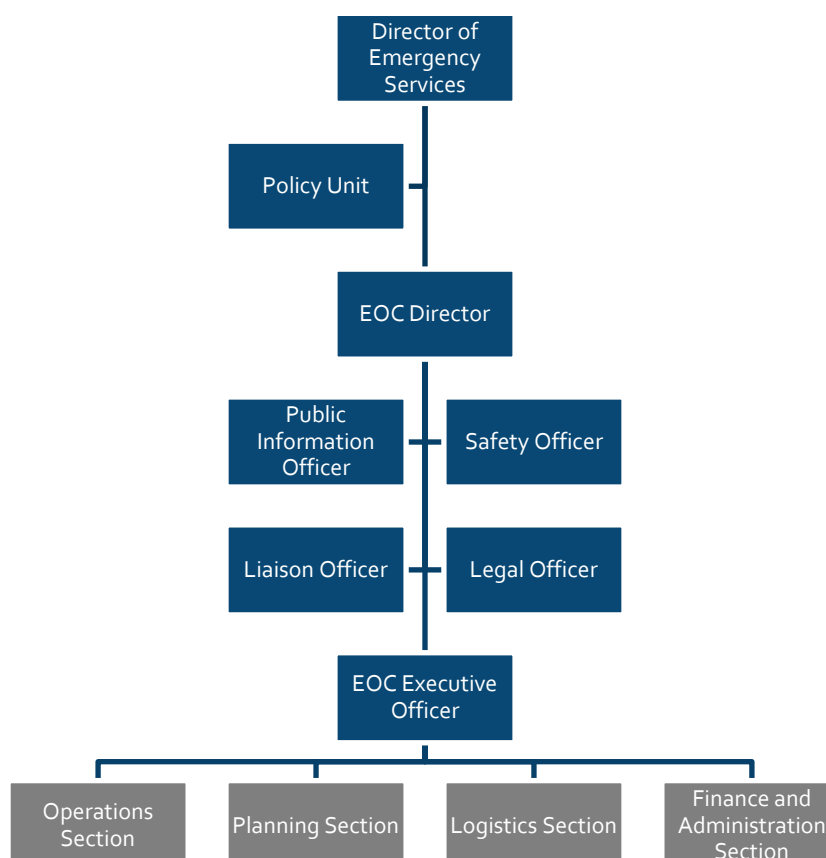 Director of
Emergency
Services
Policy Unit
EOC Director
Public
Information
Officer
Safety Officer
Liaison Officer
Legal Officer
EOC Executive
Officer
Operations
Section
Planning Section
Logistics Section
Finance and
Administration
Section